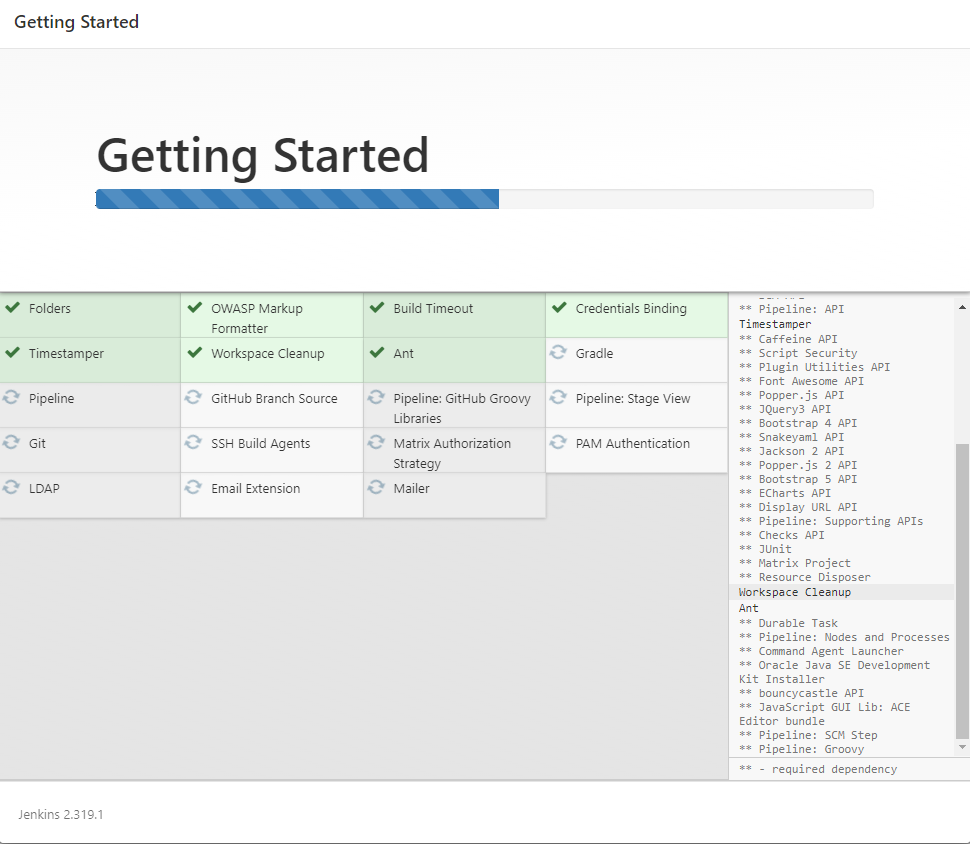 Getting Started
Getting Started
Folders
OWASP Markup
Formatter
Build Timeout
Credentials Binding
Timestamper
Workspace Cleanup
Ant
Gradle
Pipeline
GitHub Branch Source
Pipeline: GitHub Groovy
Libraries
Pipeline: Stage View
Git
SSH Build Agents
Matrix Authorization
Strategy
PAM Authentication
LDAP
Email Extension
Mailer
** Pipeline: API
Timestamper
** Caffeine API
** Script Security
** Plugin Utilities API
** Font Awesome API
** Popper.js API
** JQuery3 API
** Bootstrap 4 API
** Snakeyaml API
** Jackson 2 API
** Popper.js 2 API
** Bootstrap 5 API
** ECharts API
** Display URL API
** Pipeline: Supporting APIs
** Checks API
** JUnit
** Matrix Project
** Resource Disposer
Workspace Cleanup
Ant
** Durable Task
** Pipeline: Nodes and Processes
** Command Agent Launcher
** Oracle Java SE Development
Kit Installer
** bouncycastle API
** JavaScript GUI Lib: ACE
Editor bundle
** Pipeline: SCM Step
** Pipeline: Groovy
** - required dependency
Jenkins 2.319.1